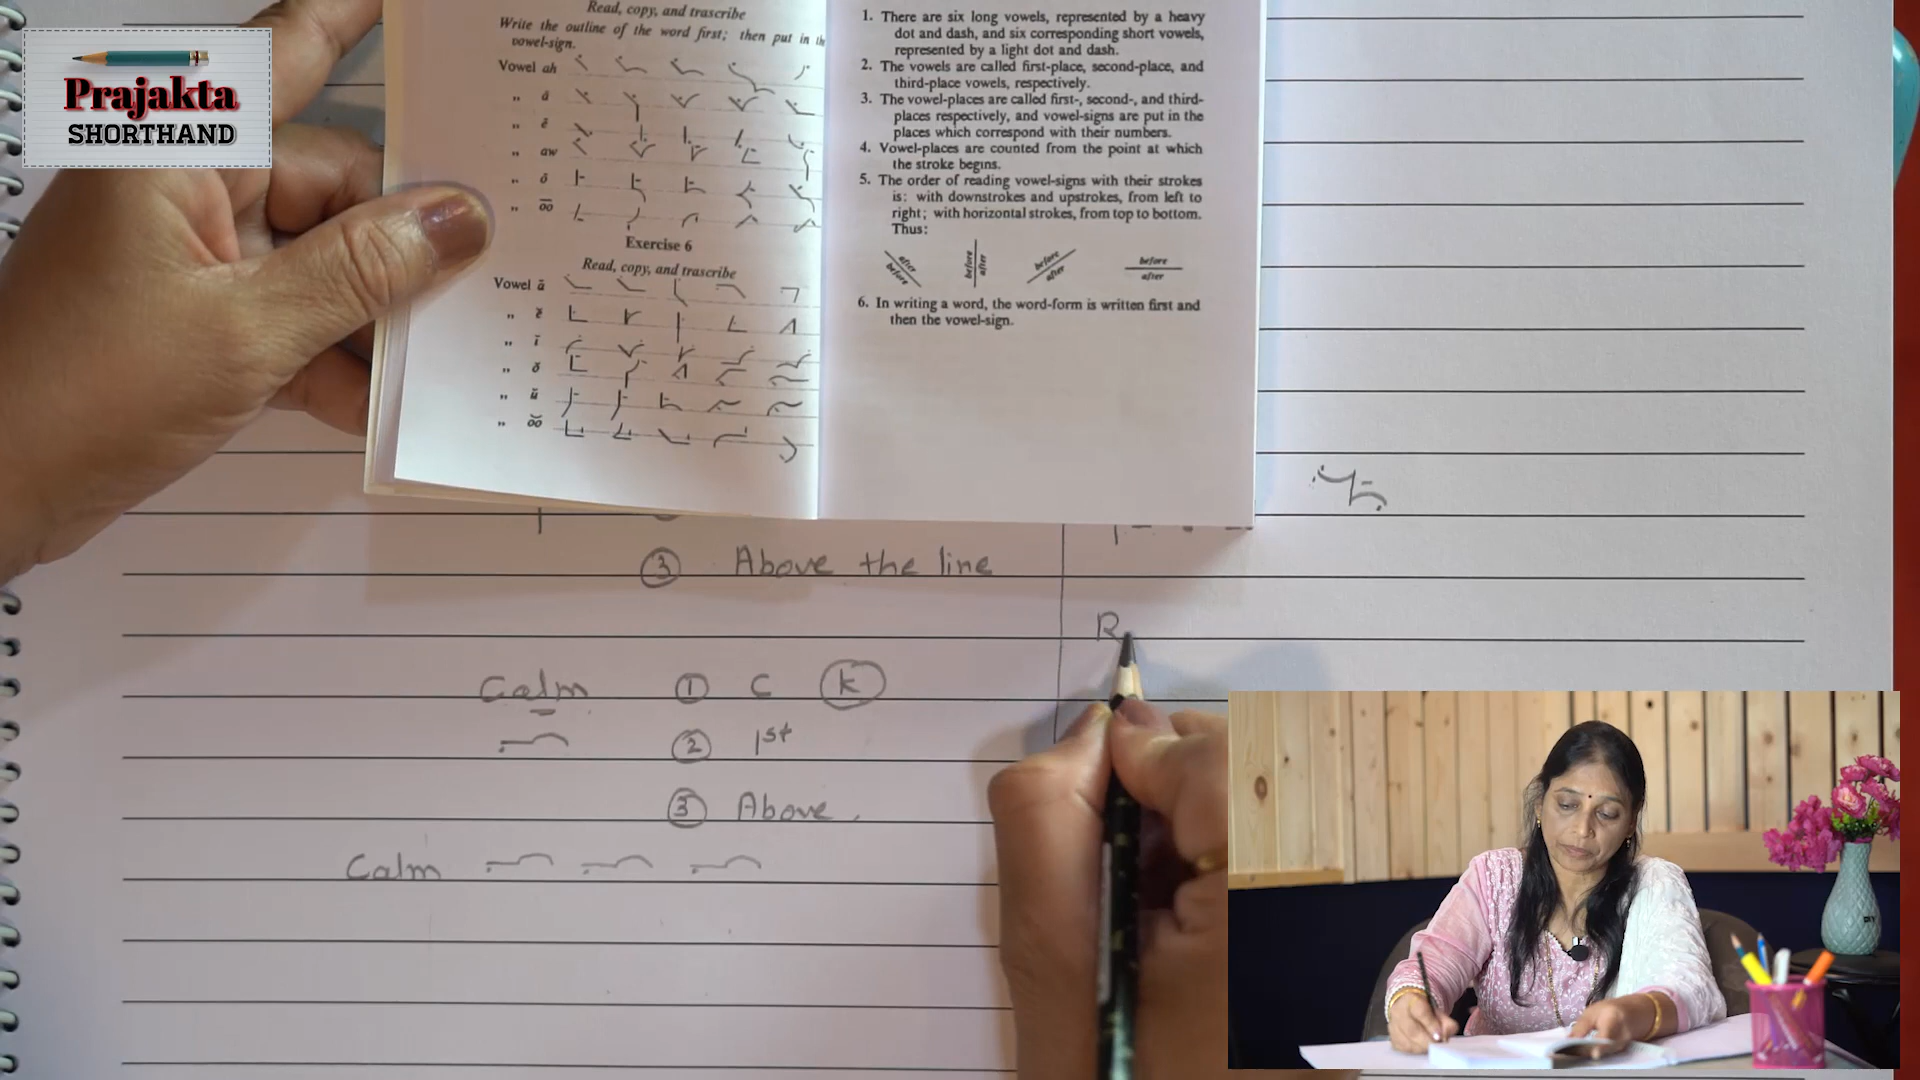 Prajakta
SHORTHAND
Read, copy, and trascribe
Write the outline of the word first; then put in th
vowel-sign.
Vowel ah
„ ā
„ ē
„ aw
„ ō
„ o͞o
Exercise 6
Read, copy, and trascribe
Vowel ă
„ ĕ
„ ĭ
„ ŏ
„ ŭ
„ o͝o
1. There are six long vowels, represented by a heavy
dot and dash, and six corresponding short vowels,
represented by a light dot and dash.
2. The vowels are called first-place, second-place, and
third-place vowels, respectively.
3. The vowel-places are called first-, second-, and third-
places respectively, and vowel-signs are put in the
places which correspond with their numbers.
4. Vowel-places are counted from the point at which
the stroke begins.
5. The order of reading vowel-signs with their strokes
is: with downstrokes and upstrokes, from left to
right; with horizontal strokes, from top to bottom.
Thus:
after before before after before after before after
6. In writing a word, the word-form is written first and
then the vowel-sign.
③ Above the line
R
Calm ① C K
② 1st
③ Above.
Calm